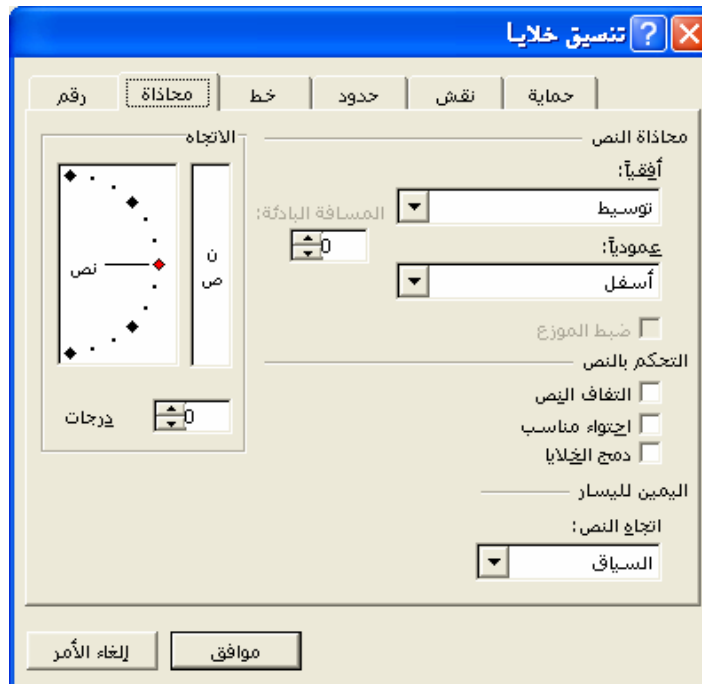 تنسيق خلايا ?
رقم محاذاة خط حدود نقش حماية
محاذاة النص
أفقياً:
توسيط
المسافة البادئة:
0
عمودياً:
أسفل
ضبط الموزع
التحكم بالنص
التفاف النص
احتواء مناسب
دمج الخلايا
اليمين لليسار
اتجاه النص:
السياق
الاتجاه
ن
ص
نص
0 درجات
موافق
إلغاء الأمر